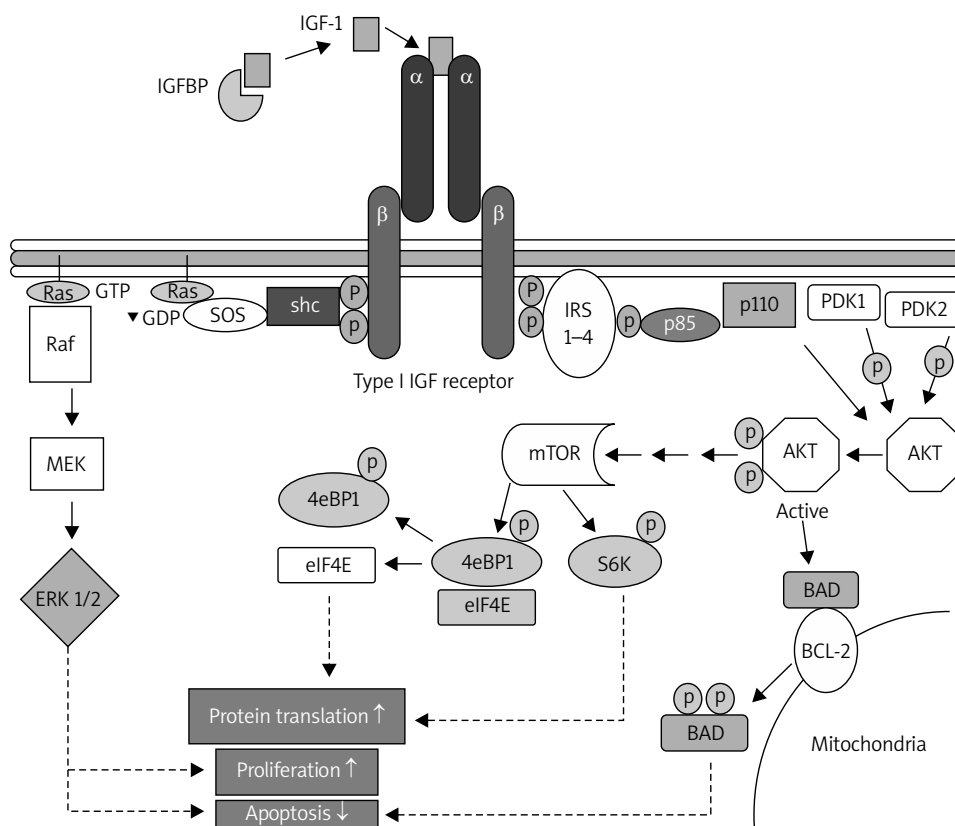 IGF-1
IGFBP
α α
β β
Ras GTP
Ras
▼ GDP
SOS
shc
P
p
P
p
IRS
1–4
p
p85
p110
PDK1
PDK2
Raf
Type I IGF receptor
p
p
MEK
mTOR
p
p
AKT
AKT
Active
p
4eBP1
p
4eBP1
p
S6K
eIF4E
eIF4E
ERK 1/2
BAD
BCL-2
p p
BAD
Mitochondria
Protein translation ↑
Proliferation ↑
Apoptosis ↓